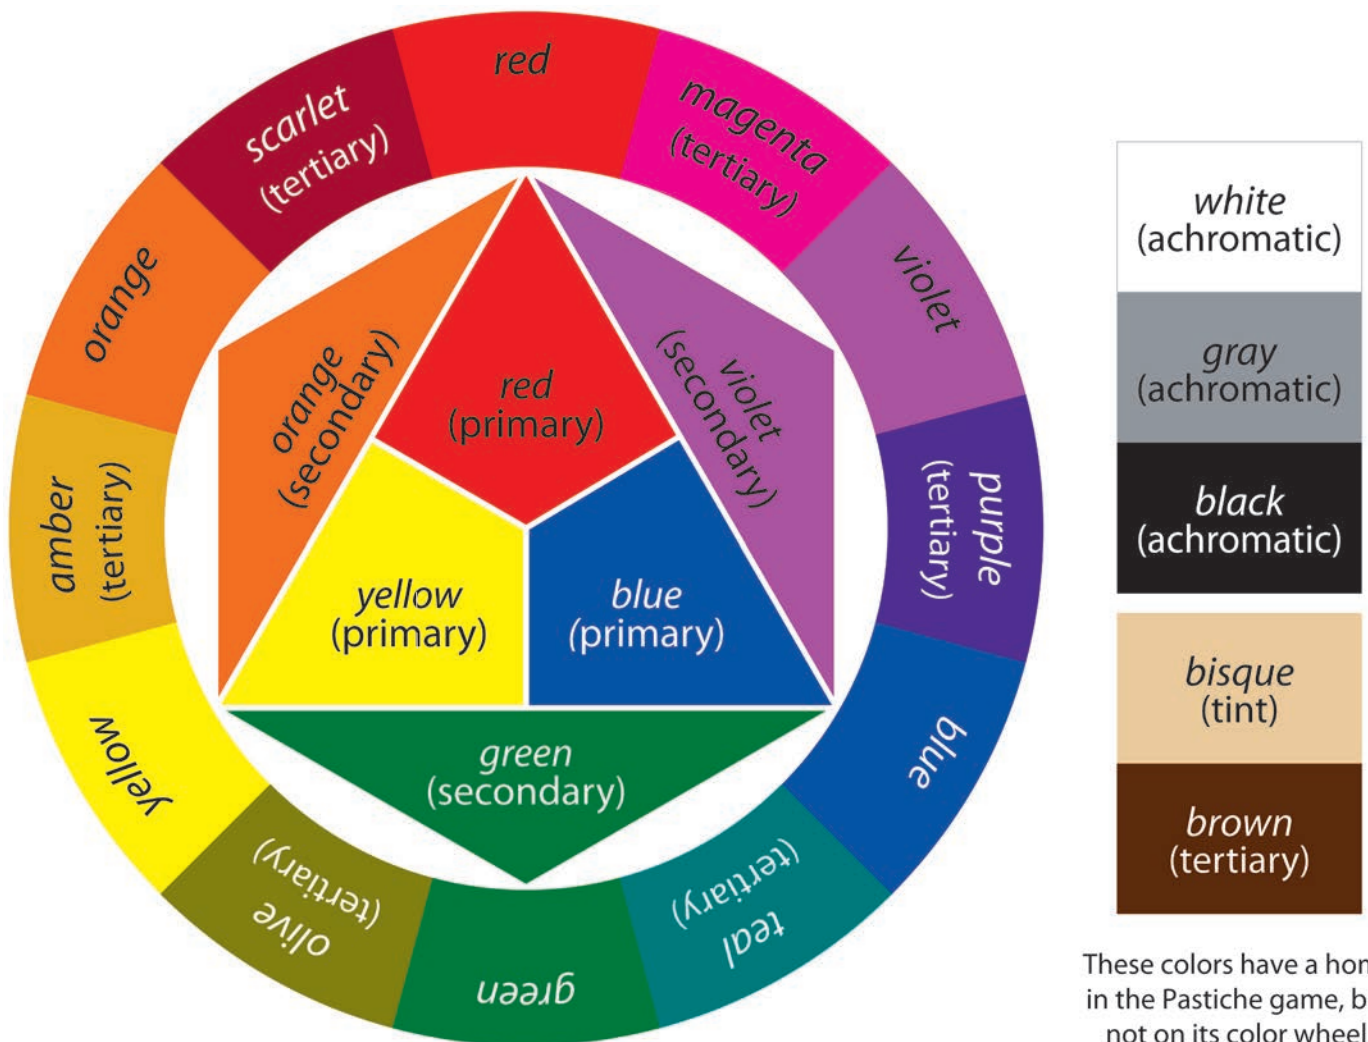 red
magenta
(tertiary)
violet
purple
(tertiary)
blue
teal
(tertiary)
green
olive
(tertiary)
yellow
amber
(tertiary)
orange
scarlet
(tertiary)
red
(primary)
orange
(secondary)
violet
(secondary)
yellow
(primary)
blue
(primary)
green
(secondary)
white
(achromatic)
gray
(achromatic)
black
(achromatic)
bisque
(tint)
brown
(tertiary)
These colors have a hom
in the Pastiche game, b
not on its color wheel